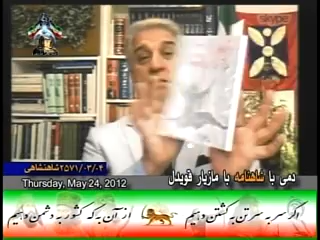 skype
دمی با شاهنامه با مازیار قویدل
۲۵۷۱/۰۳/۰۴ شاهنشاهی
Thursday, May 24, 2012
اگر سر به سر تن به کشتن دهیم از آن به که کشور به دشمن دهیم